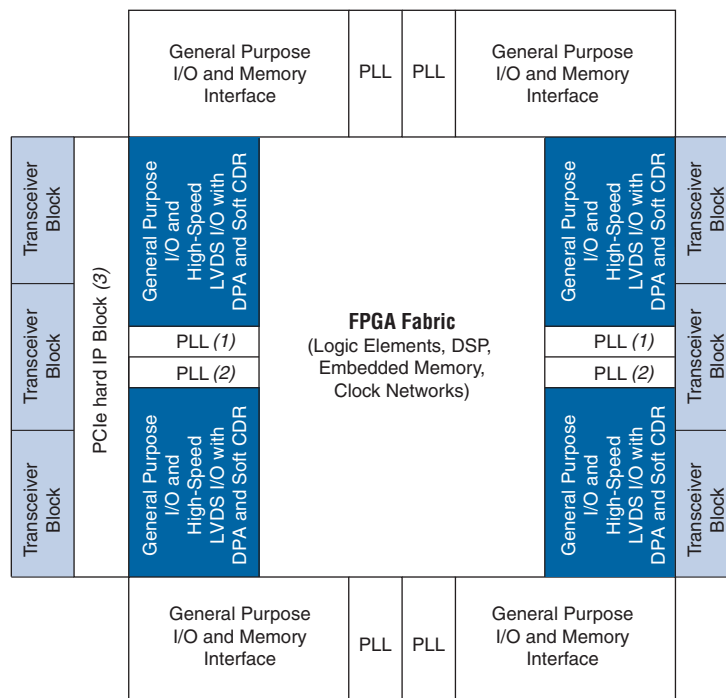 General Purpose
I/O and Memory
Interface
PLL
PLL
General Purpose
I/O and Memory
Interface
Transceiver
Block
Transceiver
Block
Transceiver
Block
PCIe hard IP Block (3)
General Purpose
I/O and
High-Speed
LVDS I/O with
DPA and Soft CDR
PLL (1)
PLL (2)
General Purpose
I/O and
High-Speed
LVDS I/O with
DPA and Soft CDR
FPGA Fabric
(Logic Elements, DSP,
Embedded Memory,
Clock Networks)
General Purpose
I/O and
High-Speed
LVDS I/O with
DPA and Soft CDR
PLL (1)
PLL (2)
General Purpose
I/O and
High-Speed
LVDS I/O with
DPA and Soft CDR
Transceiver
Block
Transceiver
Block
Transceiver
Block
General Purpose
I/O and Memory
Interface
PLL
PLL
General Purpose
I/O and Memory
Interface